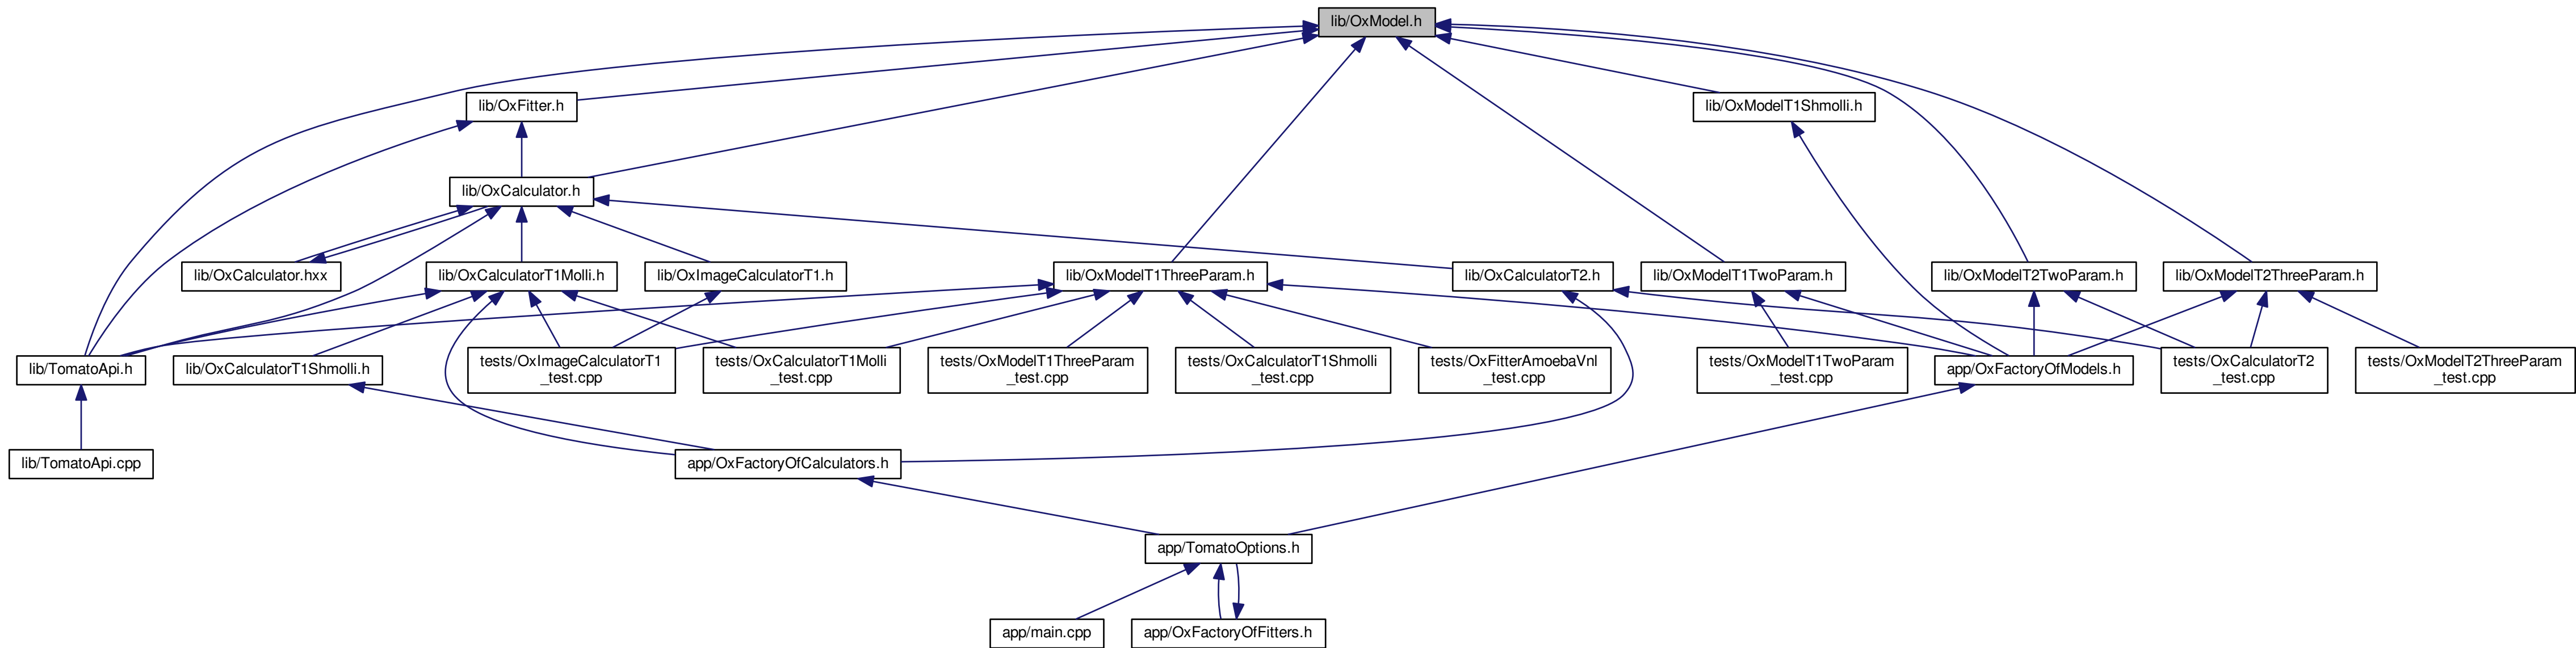 lib/OxModel.h
lib/OxFitter.h
lib/OxModelT1Shmolli.h
lib/OxCalculator.h
lib/OxCalculator.hxx
lib/OxCalculatorT1Molli.h
lib/OxImageCalculatorT1.h
lib/OxModelT1ThreeParam.h
lib/OxCalculatorT2.h
lib/OxModelT1TwoParam.h
lib/OxModelT2TwoParam.h
lib/OxModelT2ThreeParam.h
lib/TomatoApi.h
lib/OxCalculatorT1Shmolli.h
tests/OxImageCalculatorT1
_test.cpp
tests/OxCalculatorT1Molli
_test.cpp
tests/OxModelT1ThreeParam
_test.cpp
tests/OxCalculatorT1Shmolli
_test.cpp
tests/OxFitterAmoebaVnl
_test.cpp
tests/OxModelT1TwoParam
_test.cpp
app/OxFactoryOfModels.h
tests/OxCalculatorT2
_test.cpp
tests/OxModelT2ThreeParam
_test.cpp
lib/TomatoApi.cpp
app/OxFactoryOfCalculators.h
app/TomatoOptions.h
app/main.cpp
app/OxFactoryOfFitters.h